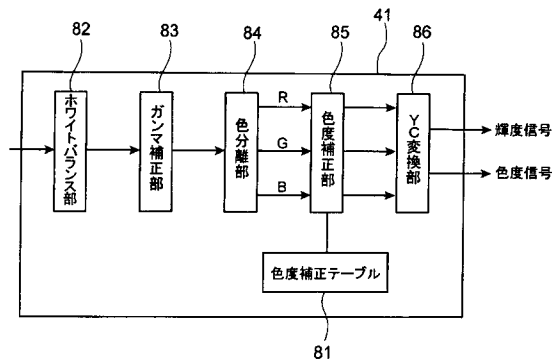 82
83
84
85
41
86
ホワイトバランス部
ガンマ補正部
色分離部
R
G
B
色度補正部
YC変換部
輝度信号
色度信号
色度補正テーブル
81